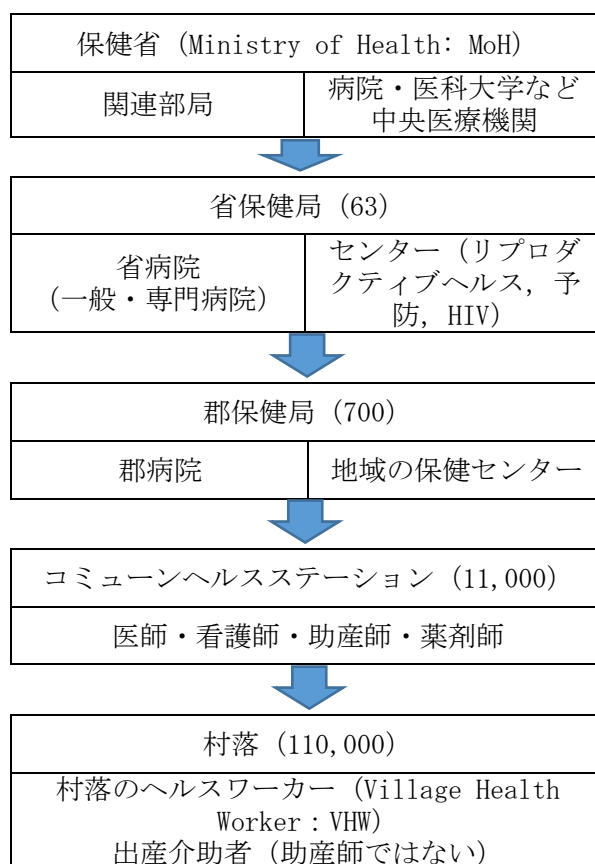 保健省 (Ministry of Health: MoH)
関連部局
病院・医科大学など
中央医療機関
省保健局 (63)
省病院
(一般・専門病院)
センター (リプロダ
クティブヘルス, 予
防, HIV)
郡保健局 (700)
郡病院
地域の保健センター
コミューンヘルスステーション (11,000)
医師・看護師・助産師・薬剤師
村落 (110,000)
村落のヘルスワーカー (Village Health
Worker：VHW)
出産介助者 (助産師ではない)